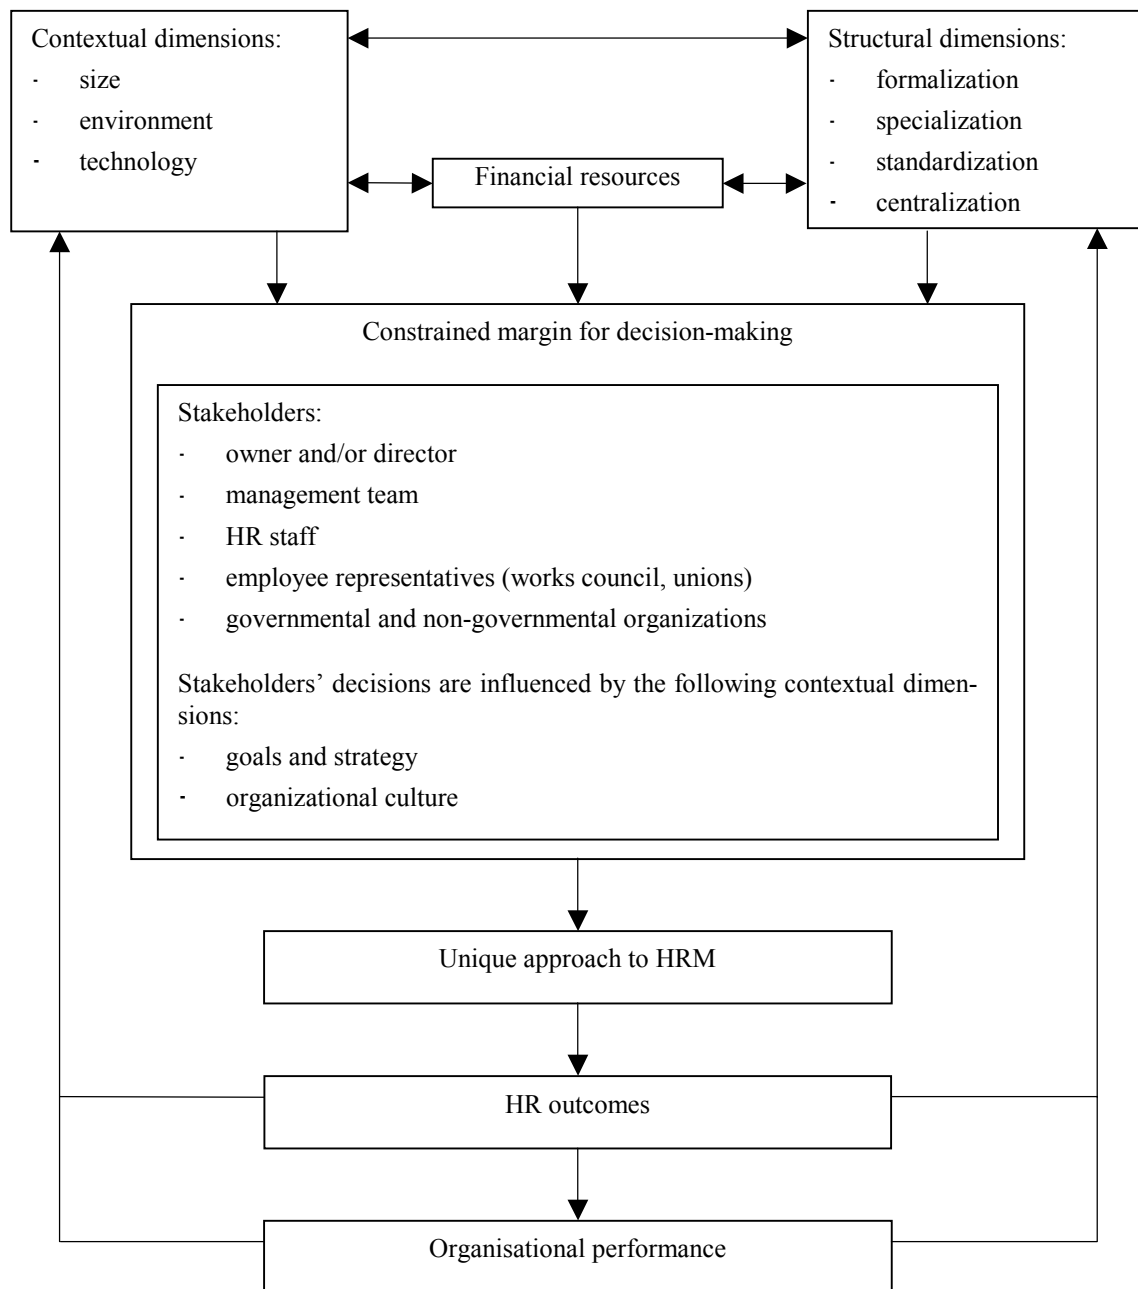 Contextual dimensions:
- size
- environment
- technology
Structural dimensions:
- formalization
- specialization
- standardization
- centralization
Financial resources
Constrained margin for decision-making
Stakeholders:
- owner and/or director
- management team
- HR staff
- employee representatives (works council, unions)
- governmental and non-governmental organizations
Stakeholders’ decisions are influenced by the following contextual dimen-
sions:
- goals and strategy
- organizational culture
Unique approach to HRM
HR outcomes
Organisational performance